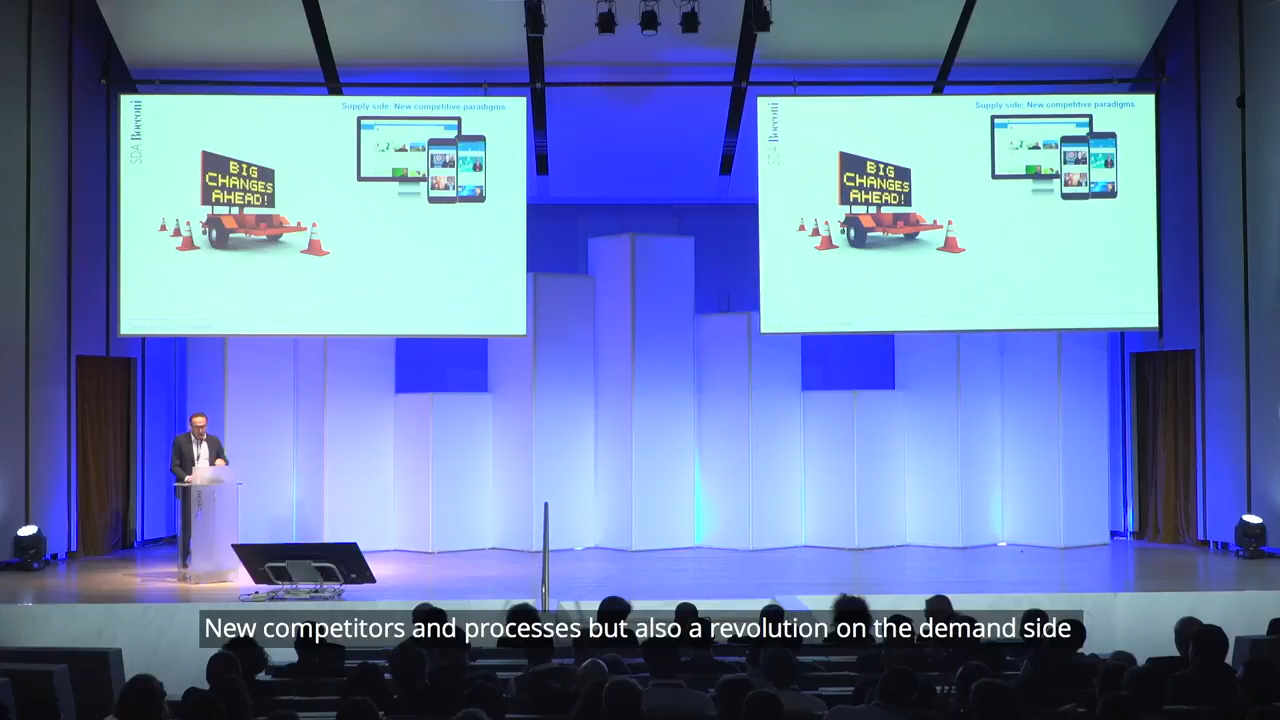 SDA Bocconi
Supply side: New competitive paradigms
BIG
CHANGES
AHEAD!
SDA Bocconi
Supply side: New competitive paradigms
BIG
CHANGES
AHEAD!
New competitors and processes but also a revolution on the demand side